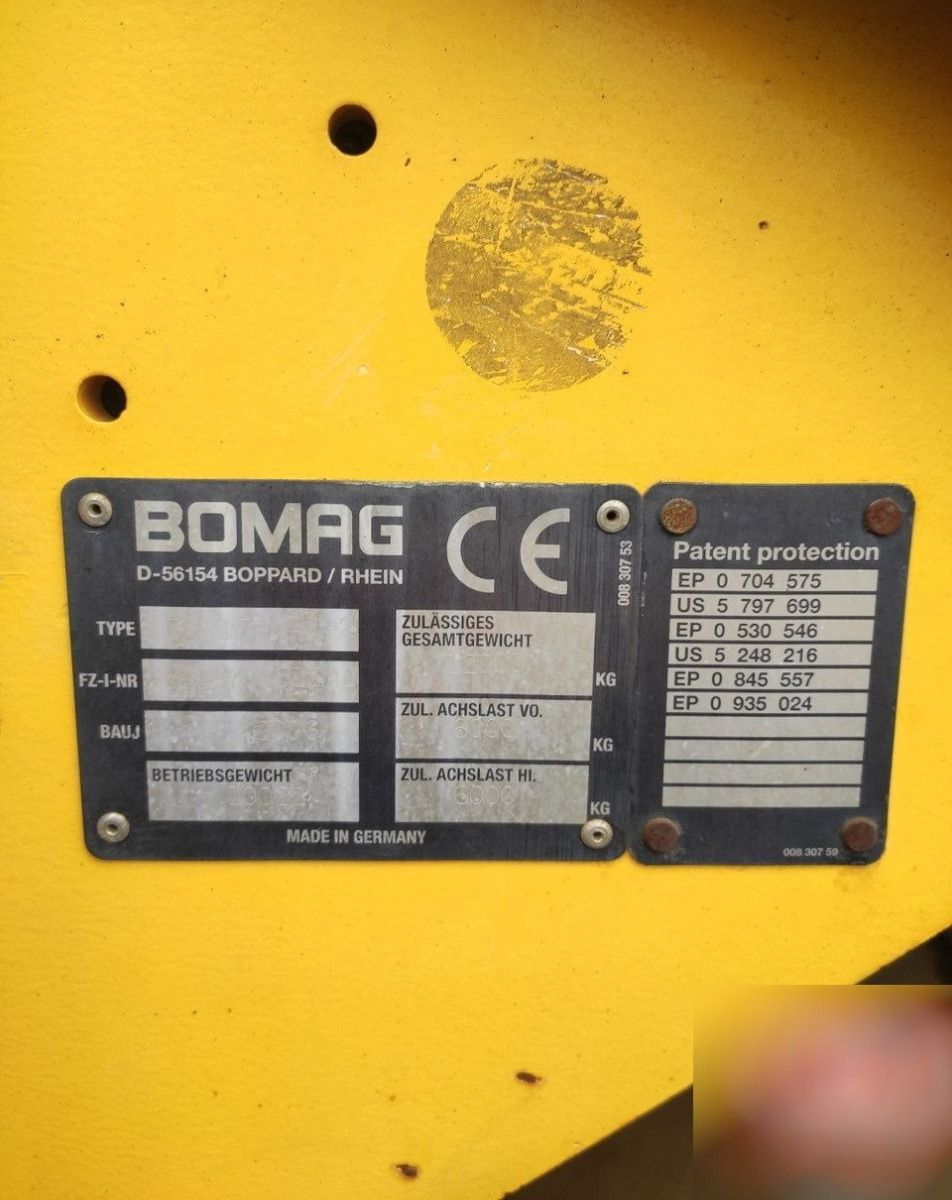 BOMAG
D-56154 BOPPARD / RHEIN
CE
008 307 53
TYPE
FZ-I-NR
BAUJ
BETRIEBSGEWICHT
ZULÄSSIGES
GESAMTGEWICHT
KG
ZUL. ACHSLAST VO.
KG
ZUL. ACHSLAST HI.
KG
MADE IN GERMANY
Patent protection
EP 0 704 575
US 5 797 699
EP 0 530 546
US 5 248 216
EP 0 845 557
EP 0 935 024
008 307 59